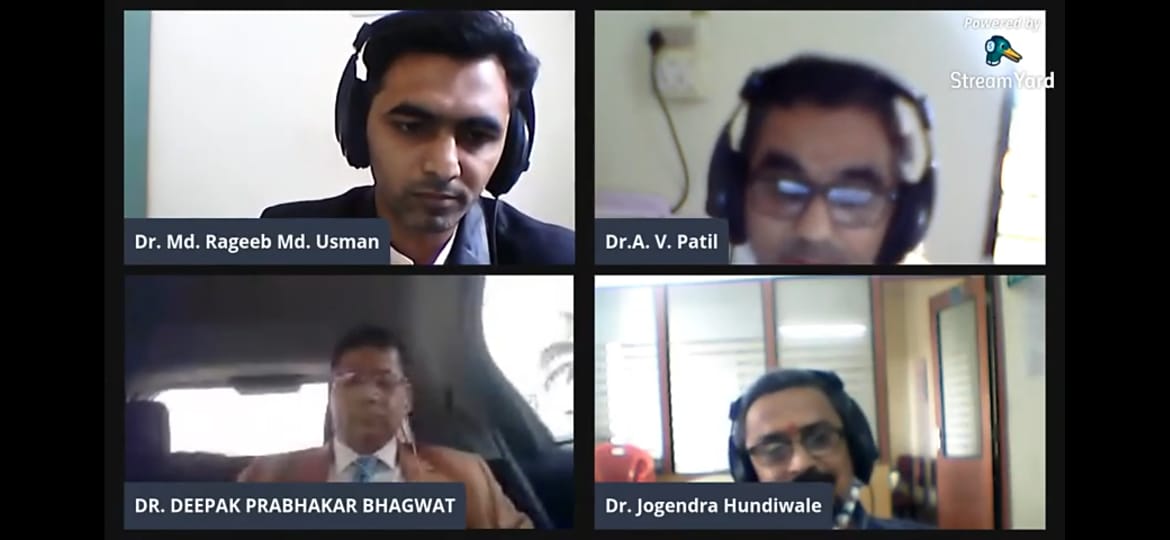 Powered by
StreamYard
Dr. Md. Rageeb Md. Usman
Dr.A. V. Patil
DR. DEEPAK PRABHAKAR BHAGWAT
Dr. Jogendra Hundiwale